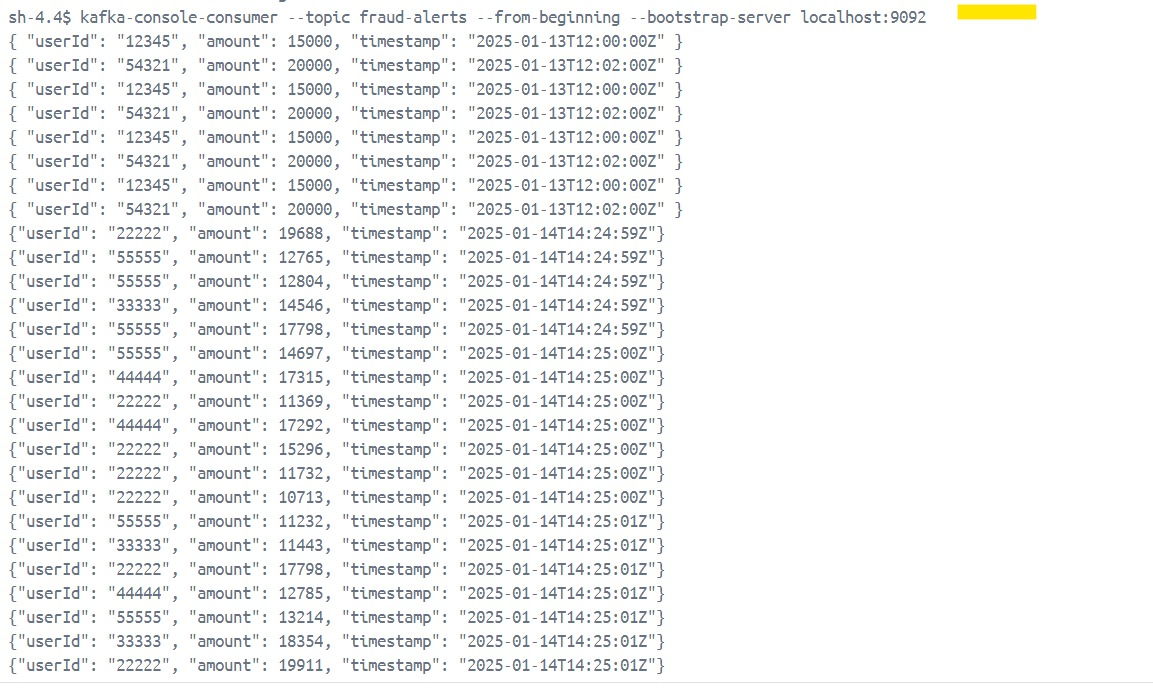 sh-4.4$ kafka-console-consumer --topic fraud-alerts --from-beginning --bootstrap-server localhost:9092
{ "userId": "12345", "amount": 15000, "timestamp": "2025-01-13T12:00:00Z" }
{ "userId": "54321", "amount": 20000, "timestamp": "2025-01-13T12:02:00Z" }
{ "userId": "12345", "amount": 15000, "timestamp": "2025-01-13T12:00:00Z" }
{ "userId": "54321", "amount": 20000, "timestamp": "2025-01-13T12:02:00Z" }
{ "userId": "12345", "amount": 15000, "timestamp": "2025-01-13T12:00:00Z" }
{ "userId": "54321", "amount": 20000, "timestamp": "2025-01-13T12:02:00Z" }
{ "userId": "12345", "amount": 15000, "timestamp": "2025-01-13T12:00:00Z" }
{ "userId": "54321", "amount": 20000, "timestamp": "2025-01-13T12:02:00Z" }
{"userId": "22222", "amount": 19688, "timestamp": "2025-01-14T14:24:59Z"}
{"userId": "55555", "amount": 12765, "timestamp": "2025-01-14T14:24:59Z"}
{"userId": "55555", "amount": 12804, "timestamp": "2025-01-14T14:24:59Z"}
{"userId": "33333", "amount": 14546, "timestamp": "2025-01-14T14:24:59Z"}
{"userId": "55555", "amount": 17798, "timestamp": "2025-01-14T14:24:59Z"}
{"userId": "55555", "amount": 14697, "timestamp": "2025-01-14T14:25:00Z"}
{"userId": "44444", "amount": 17315, "timestamp": "2025-01-14T14:25:00Z"}
{"userId": "22222", "amount": 11369, "timestamp": "2025-01-14T14:25:00Z"}
{"userId": "44444", "amount": 17292, "timestamp": "2025-01-14T14:25:00Z"}
{"userId": "22222", "amount": 15296, "timestamp": "2025-01-14T14:25:00Z"}
{"userId": "22222", "amount": 11732, "timestamp": "2025-01-14T14:25:00Z"}
{"userId": "22222", "amount": 10713, "timestamp": "2025-01-14T14:25:00Z"}
{"userId": "55555", "amount": 11232, "timestamp": "2025-01-14T14:25:01Z"}
{"userId": "33333", "amount": 11443, "timestamp": "2025-01-14T14:25:01Z"}
{"userId": "22222", "amount": 17798, "timestamp": "2025-01-14T14:25:01Z"}
{"userId": "44444", "amount": 12785, "timestamp": "2025-01-14T14:25:01Z"}
{"userId": "55555", "amount": 13214, "timestamp": "2025-01-14T14:25:01Z"}
{"userId": "33333", "amount": 18354, "timestamp": "2025-01-14T14:25:01Z"}
{"userId": "22222", "amount": 19911, "timestamp": "2025-01-14T14:25:01Z"}